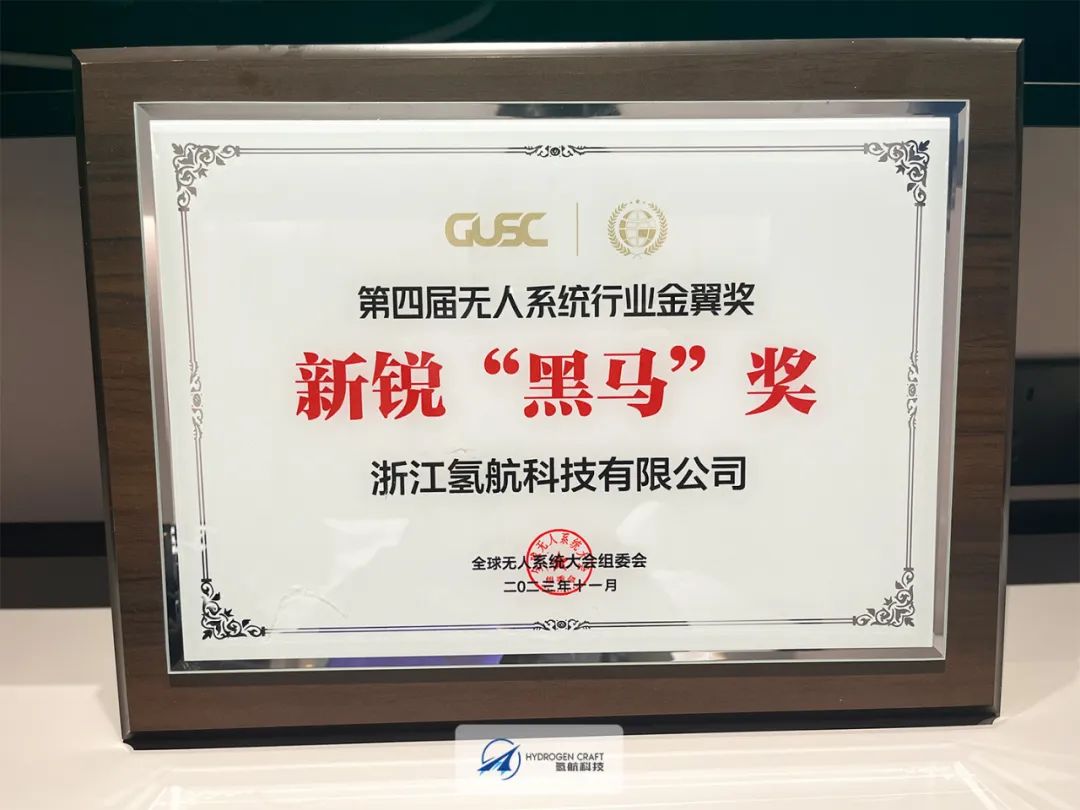 GUSC
第四届无人系统行业金翼奖
新锐“黑马”奖
浙江氢航科技有限公司
全球无人系统大会组委会
二〇二三年十一月
HYDROGEN CRAFT
氢航科技